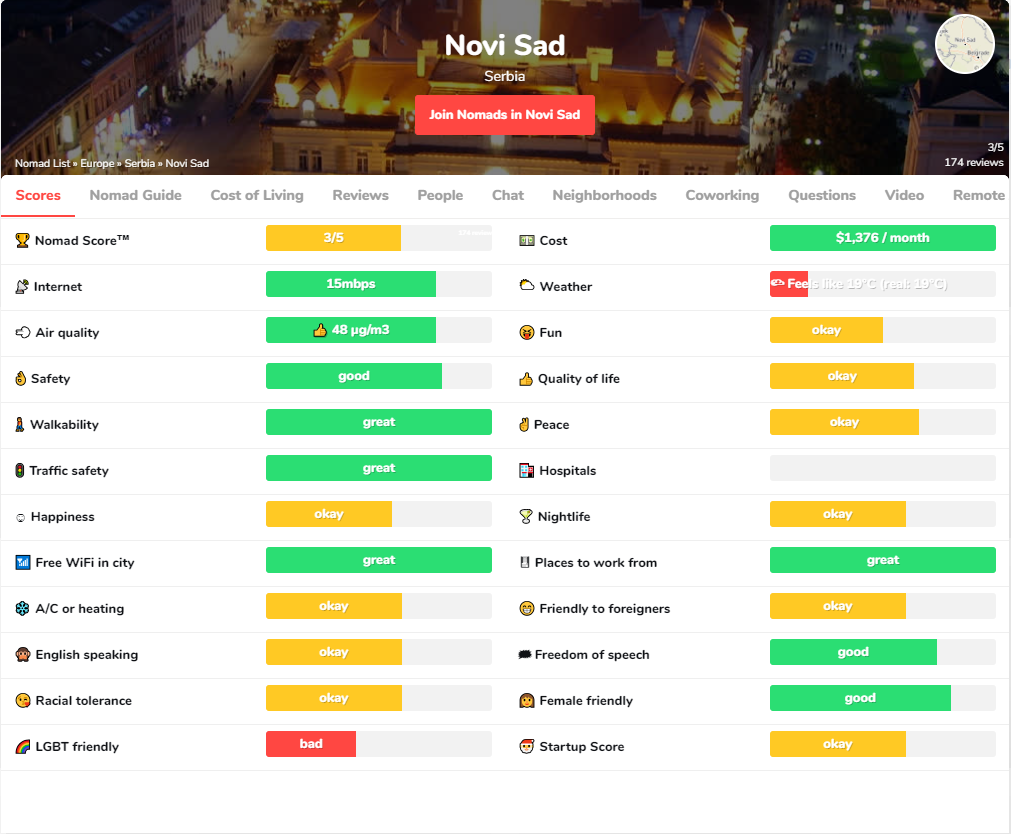 Novi Sad
Serbia
Join Nomads in Novi Sad
Novi Sad
Belgrade
3/5
174 reviews
Nomad List » Europe » Serbia » Novi Sad
Scores Nomad Guide Cost of Living Reviews People Chat Neighborhoods Coworking Questions Video Remote
Nomad Score™ 3/5 Cost $1,376 / month
Internet 15mbps Weather Feels like 19°C (real: 19°C)
Air quality 48 µg/m3 Fun okay
Safety good Quality of life okay
Walkability great Peace okay
Traffic safety great Hospitals
Happiness okay Nightlife okay
Free WiFi in city great Places to work from great
A/C or heating okay Friendly to foreigners okay
English speaking okay Freedom of speech good
Racial tolerance okay Female friendly good
LGBT friendly bad Startup Score okay